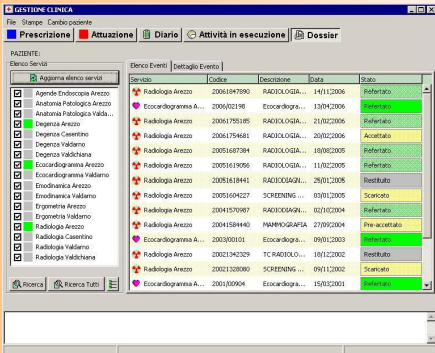 GESTIONE CLINICA
File Stampe Cambio paziente
Prescrizione Attuazione Diario Attività in esecuzione Dossier
PAZIENTE:
Elenco Servizi
Aggiorna elenco servizi
Agende Endoscopia Arezzo
Anatomia Patologica Arezzo
Anatomia Patologica Valda...
Degenza Arezzo
Degenza Casentino
Degenza Valdarno
Degenza Valdichiana
Ecocardiogramma Arezzo
Ecocardiogramma Valdarno
Emodinamica Arezzo
Emodinamica Valdarno
Ergometria Arezzo
Ergometria Valdarno
Radiologia Arezzo
Radiologia Casentino
Radiologia Valdarno
Radiologia Valdichiana
Ricerca Ricerca Tutti
Elenco Eventi Dettaglio Evento
Servizio Codice Descrizione Data Stato
Radiologia Arezzo 20061847890 RADIOLOGIA... 14/11/2006 Refertato
Ecocardiogramma A... 2006/02198 Ecocardiogra... 13/04/2006 Refertato
Radiologia Arezzo 20061755185 RADIOLOGIA... 21/02/2006 Refertato
Radiologia Arezzo 20061754681 RADIOLOGIA... 20/02/2006 Accettato
Radiologia Arezzo 20051687384 RADIOLOGIA... 18/08/2005 Refertato
Radiologia Arezzo 20051619056 RADIOLOGIA... 11/02/2005 Refertato
Radiologia Arezzo 20051618441 RADIODIAGN... 25/01/2005 Restituito
Radiologia Arezzo 20051604227 SCREENING ... 03/01/2005 Scaricato
Radiologia Arezzo 20041570987 RADIODIAGN... 02/10/2004 Refertato
Radiologia Arezzo 20041584440 MAMMOGRAFIA 27/09/2004 Pre-accettato
Ecocardiogramma A... 2003/00101 Ecocardiogra... 09/01/2003 Refertato
Radiologia Arezzo 20021342329 TC RADIOLO... 18/12/2002 Restituito
Radiologia Arezzo 20021328080 SCREENING ... 09/11/2002 Scaricato
Ecocardiogramma A... 2001/00904 Ecocardiogra... 15/03/2001 Refertato